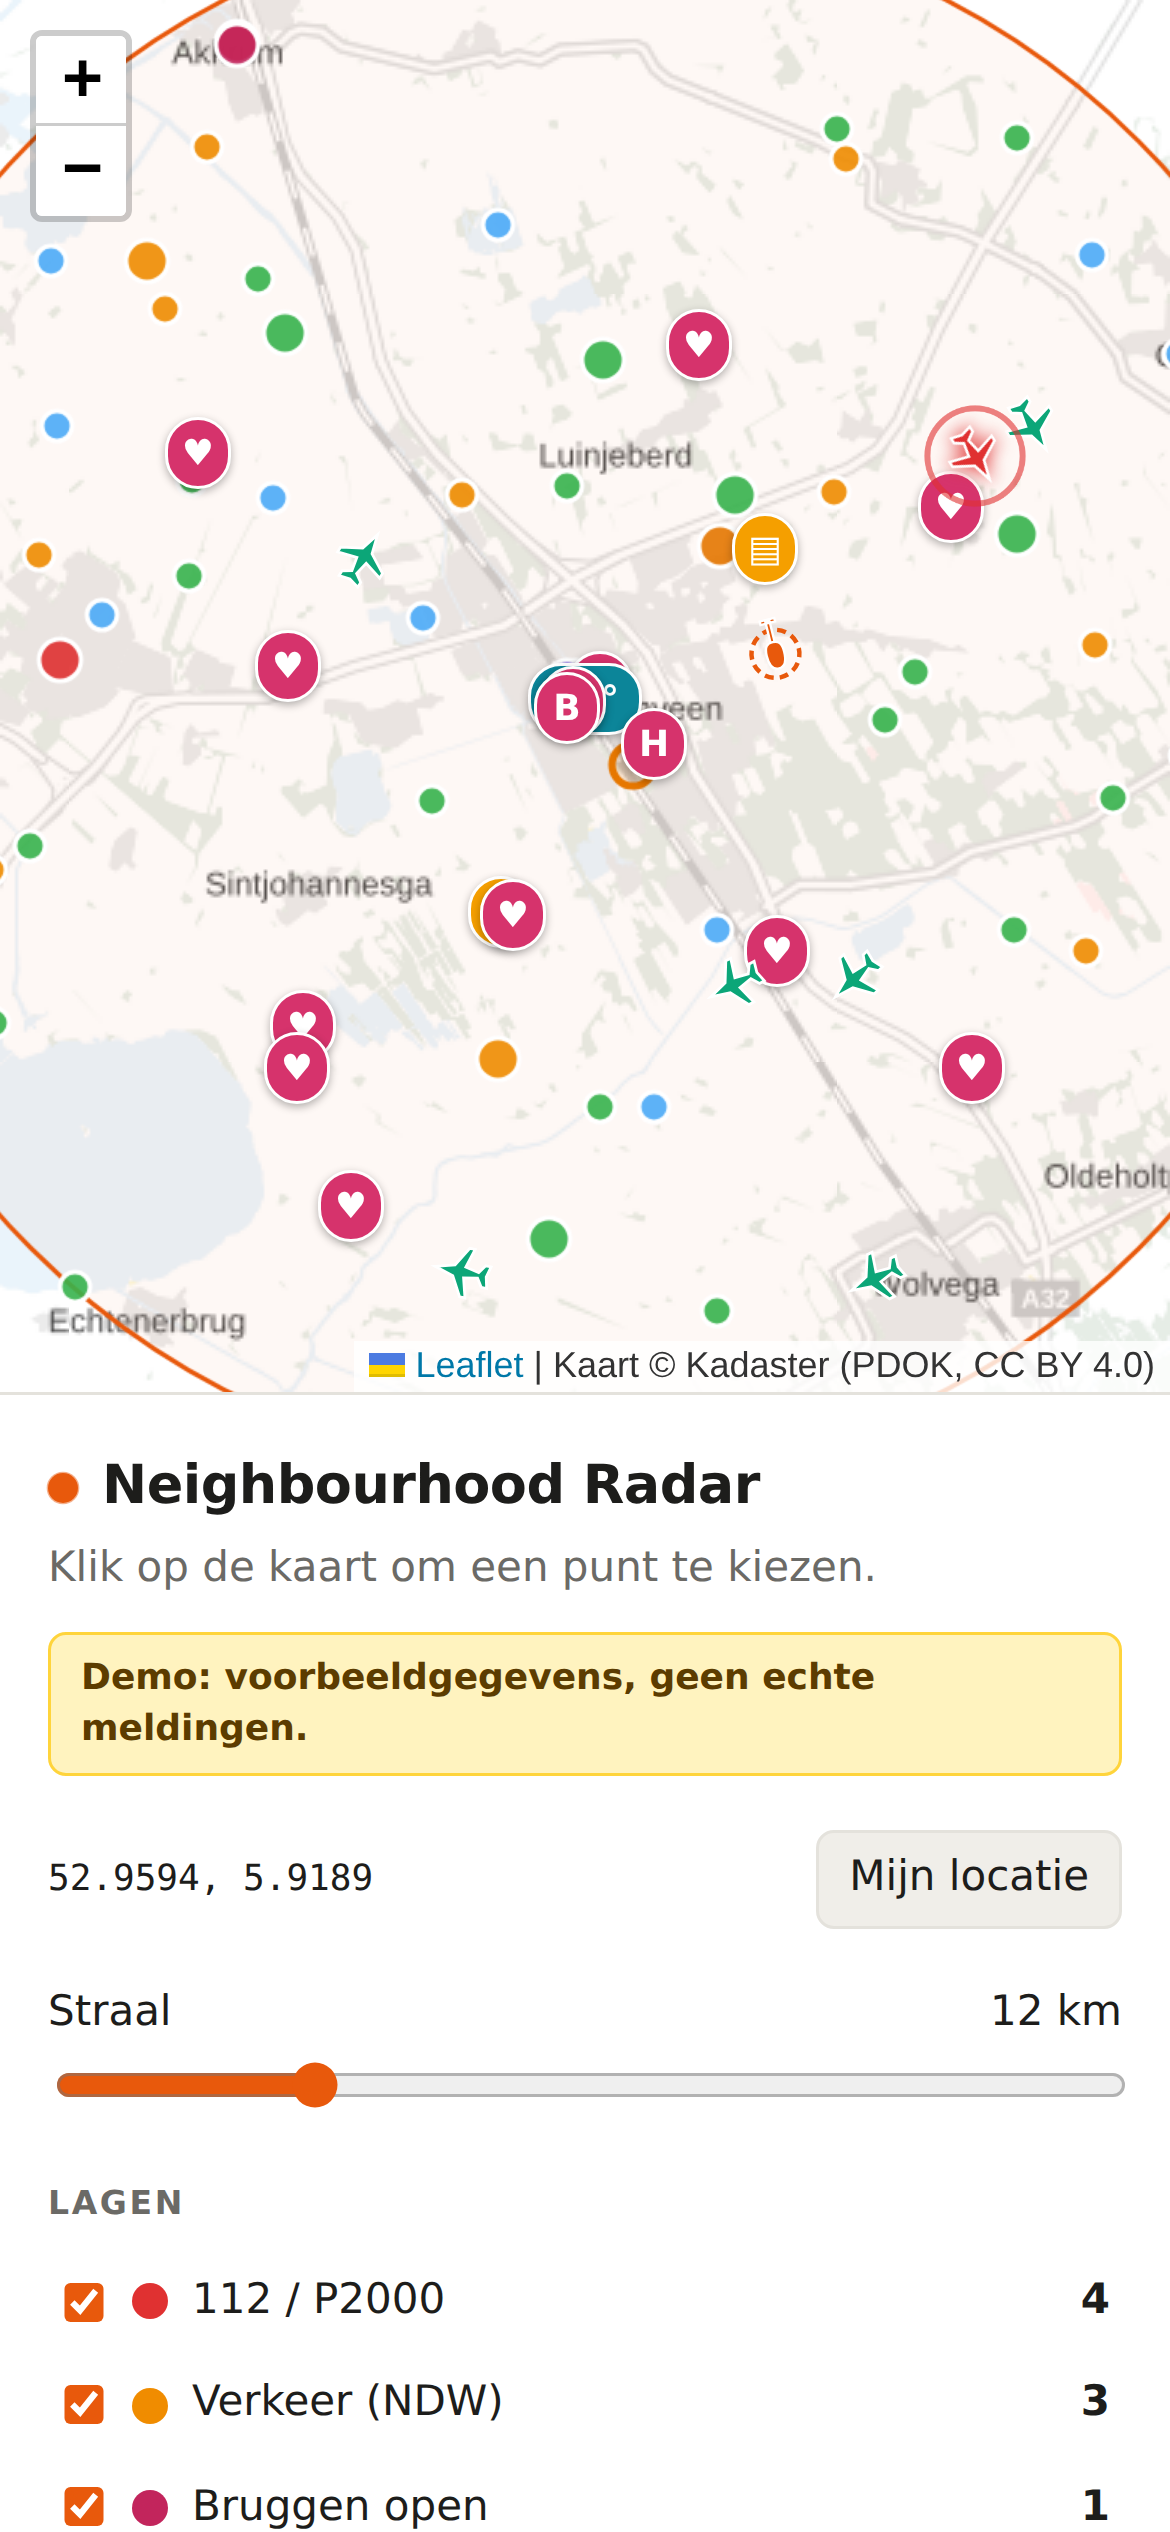 +
−
Luinjeberd
B
H
Sintjohannesga
Wolvega
A32
Echtenerbrug
Leaflet | Kaart © Kadaster (PDOK, CC BY 4.0)
Neighbourhood Radar
Klik op de kaart om een punt te kiezen.
Demo: voorbeeldgegevens, geen echte
meldingen.
52.9594, 5.9189
Mijn locatie
Straal
12 km
LAGEN
112 / P2000
4
Verkeer (NDW)
3
Bruggen open
1